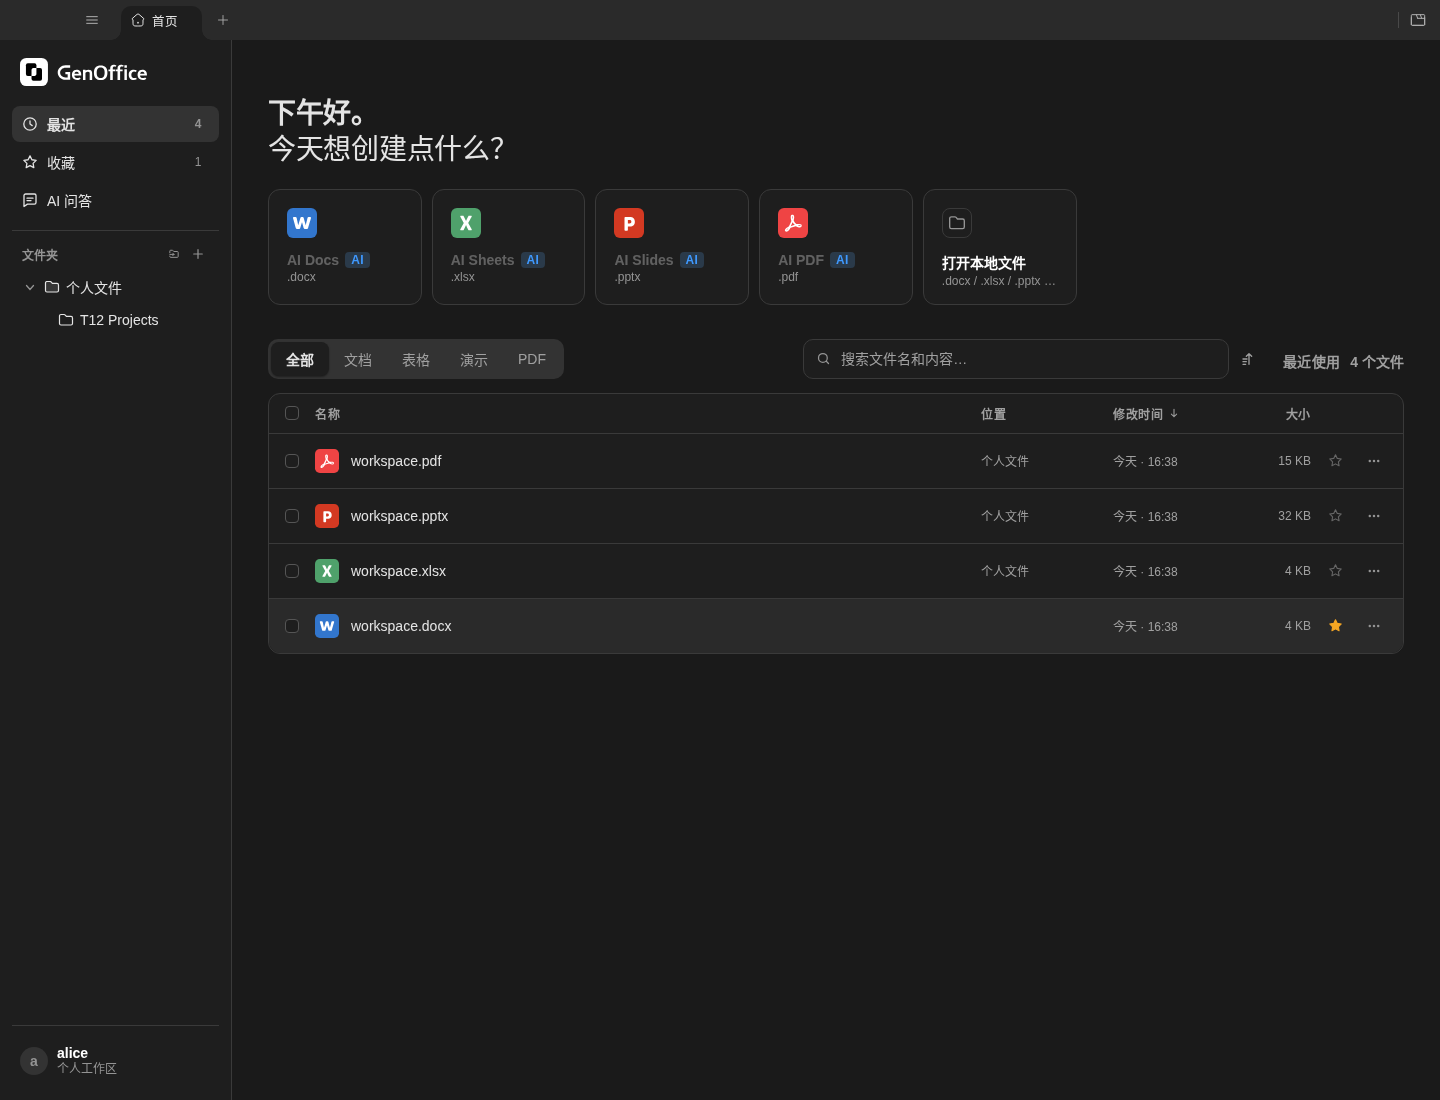 首页
GenOffice
最近 4
收藏 1
AI 问答
文件夹
个人文件
T12 Projects
a
alice
个人工作区
下午好。
今天想创建点什么?
W
AI Docs AI
.docx
X
AI Sheets AI
.xlsx
P
AI Slides AI
.pptx
AI PDF AI
.pdf
打开本地文件
.docx / .xlsx / .pptx …
全部 文档 表格 演示 PDF
搜索文件名和内容…
最近使用 4 个文件
名称 位置 修改时间 大小
workspace.pdf 个人文件 今天 · 16:38 15 KB
P workspace.pptx 个人文件 今天 · 16:38 32 KB
X workspace.xlsx 个人文件 今天 · 16:38 4 KB
W workspace.docx 今天 · 16:38 4 KB